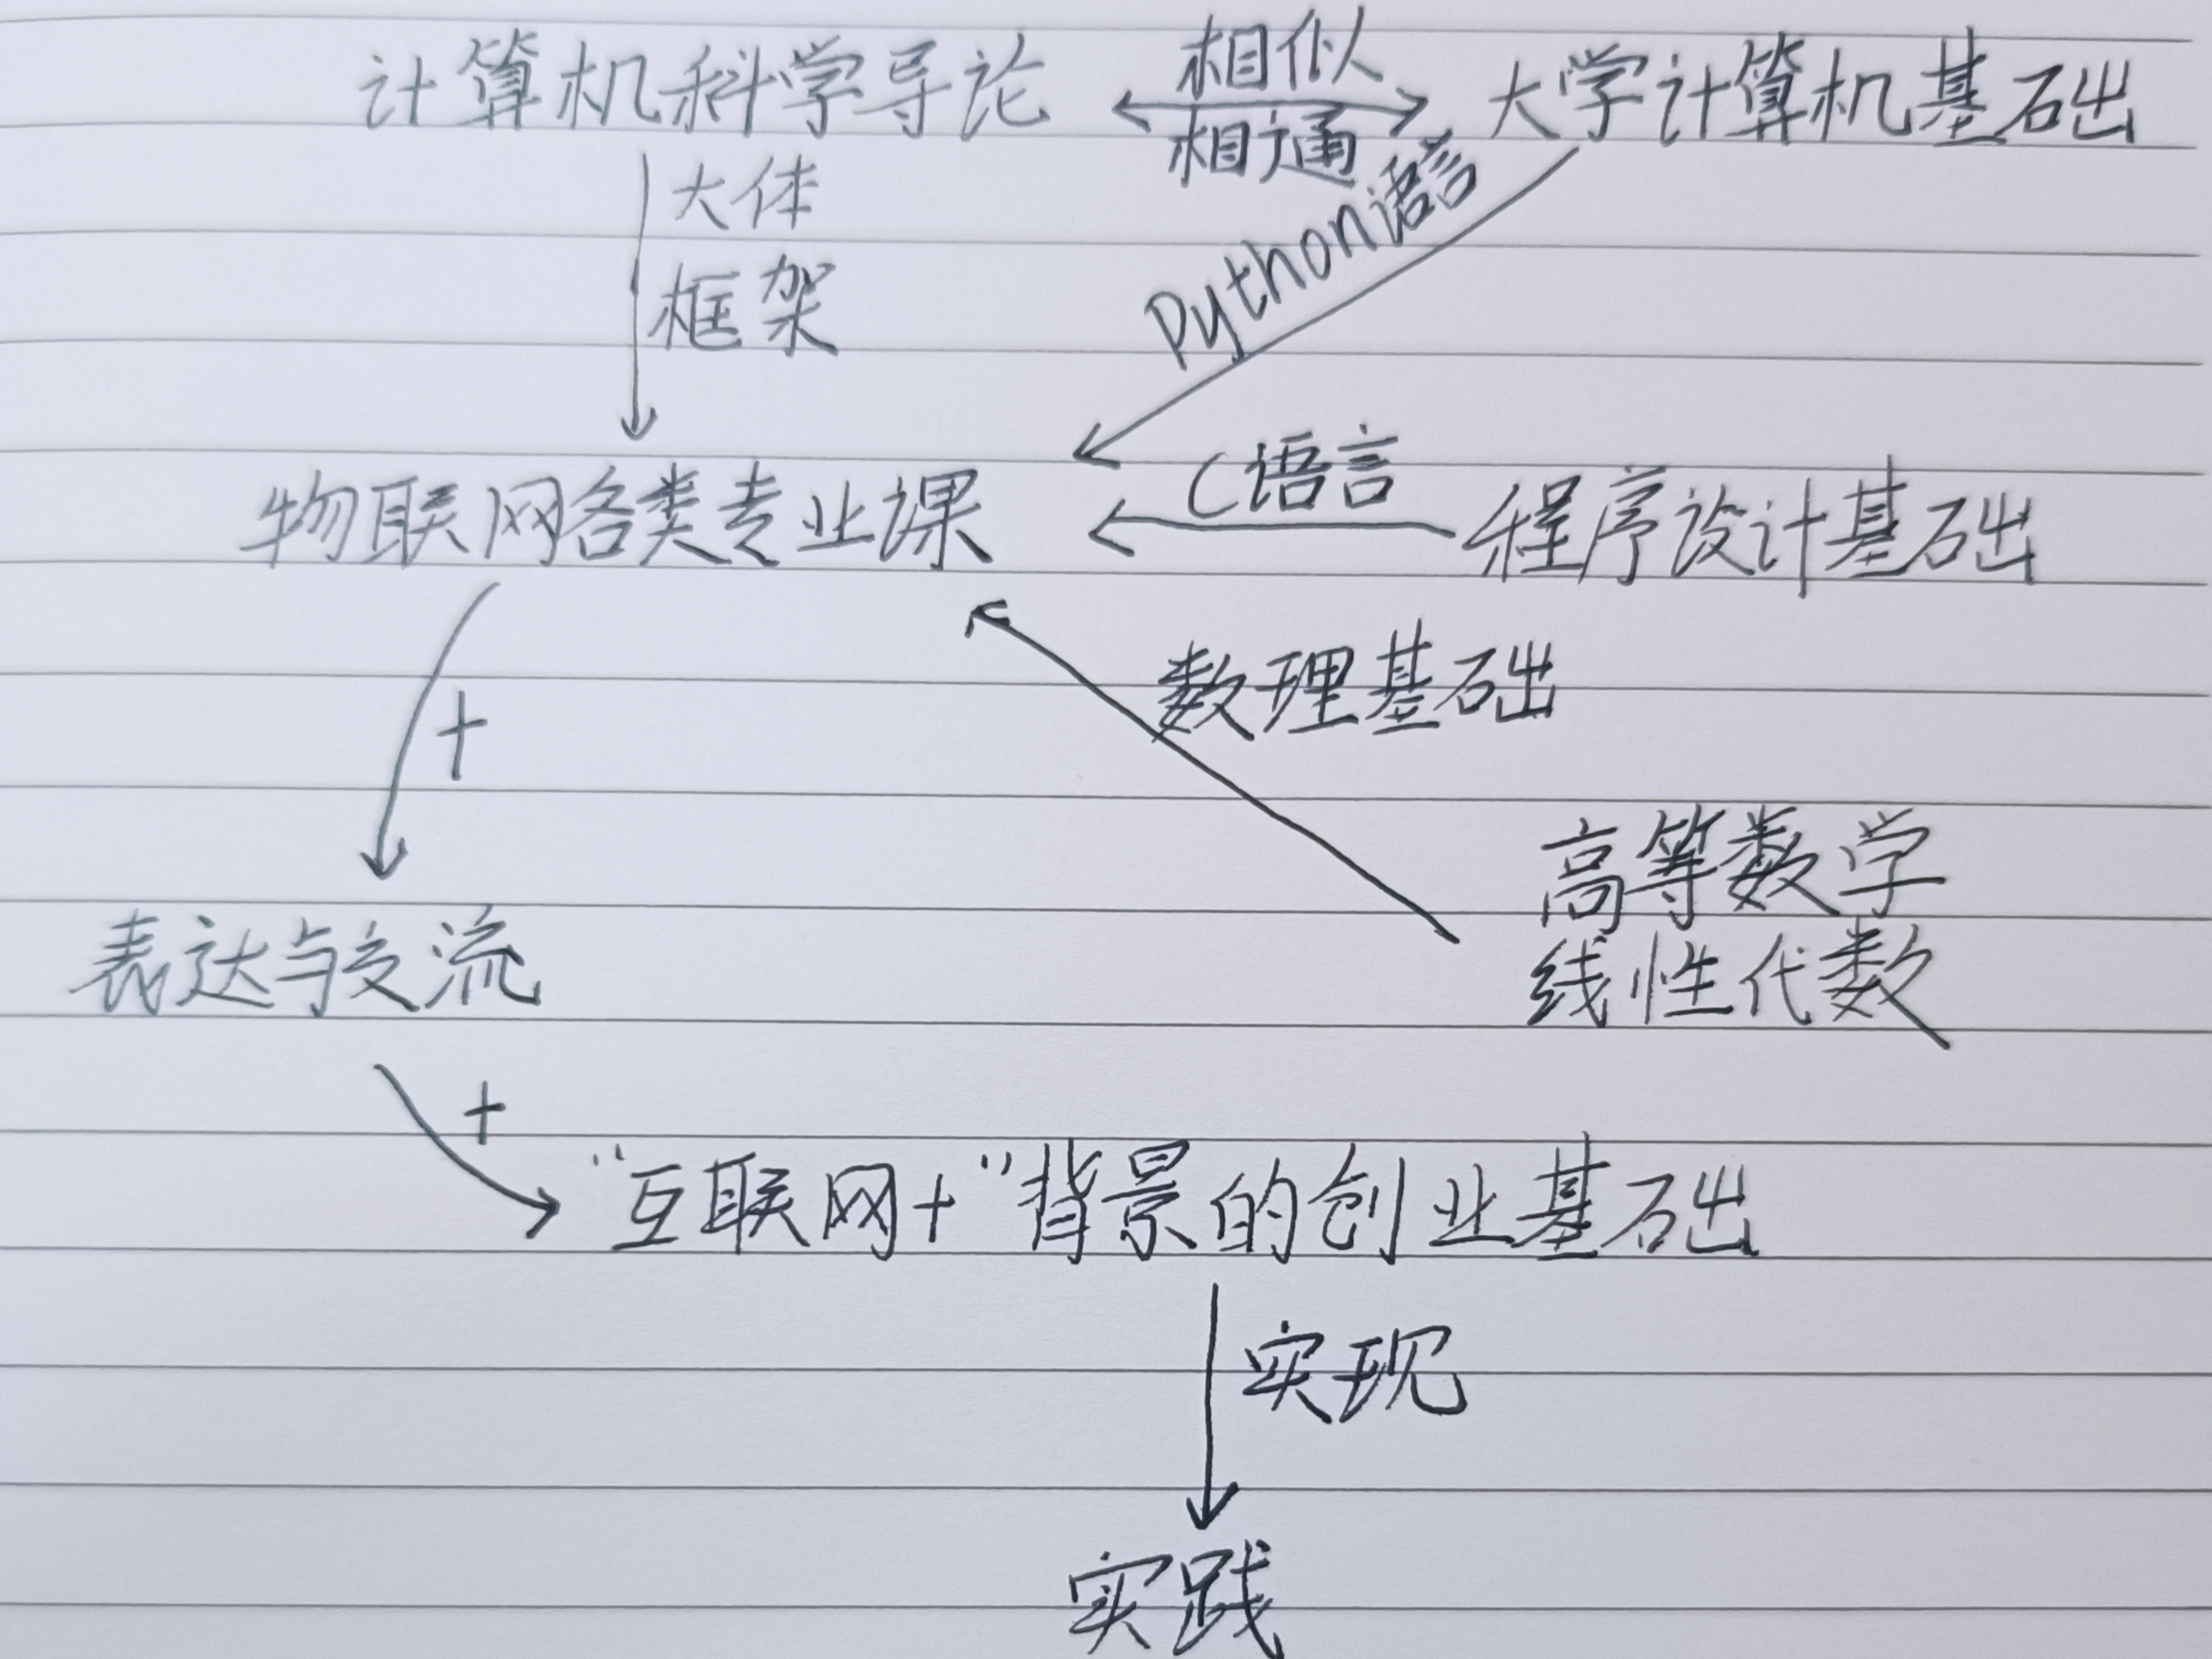 计算机科学导论
相似
相通
大学计算机基础
大体
框架
Python语言
物联网各类专业课
C语言
程序设计基础
+
数理基础
高等数学
线性代数
表达与交流
+
“互联网+”背景的创业基础
实现
实践